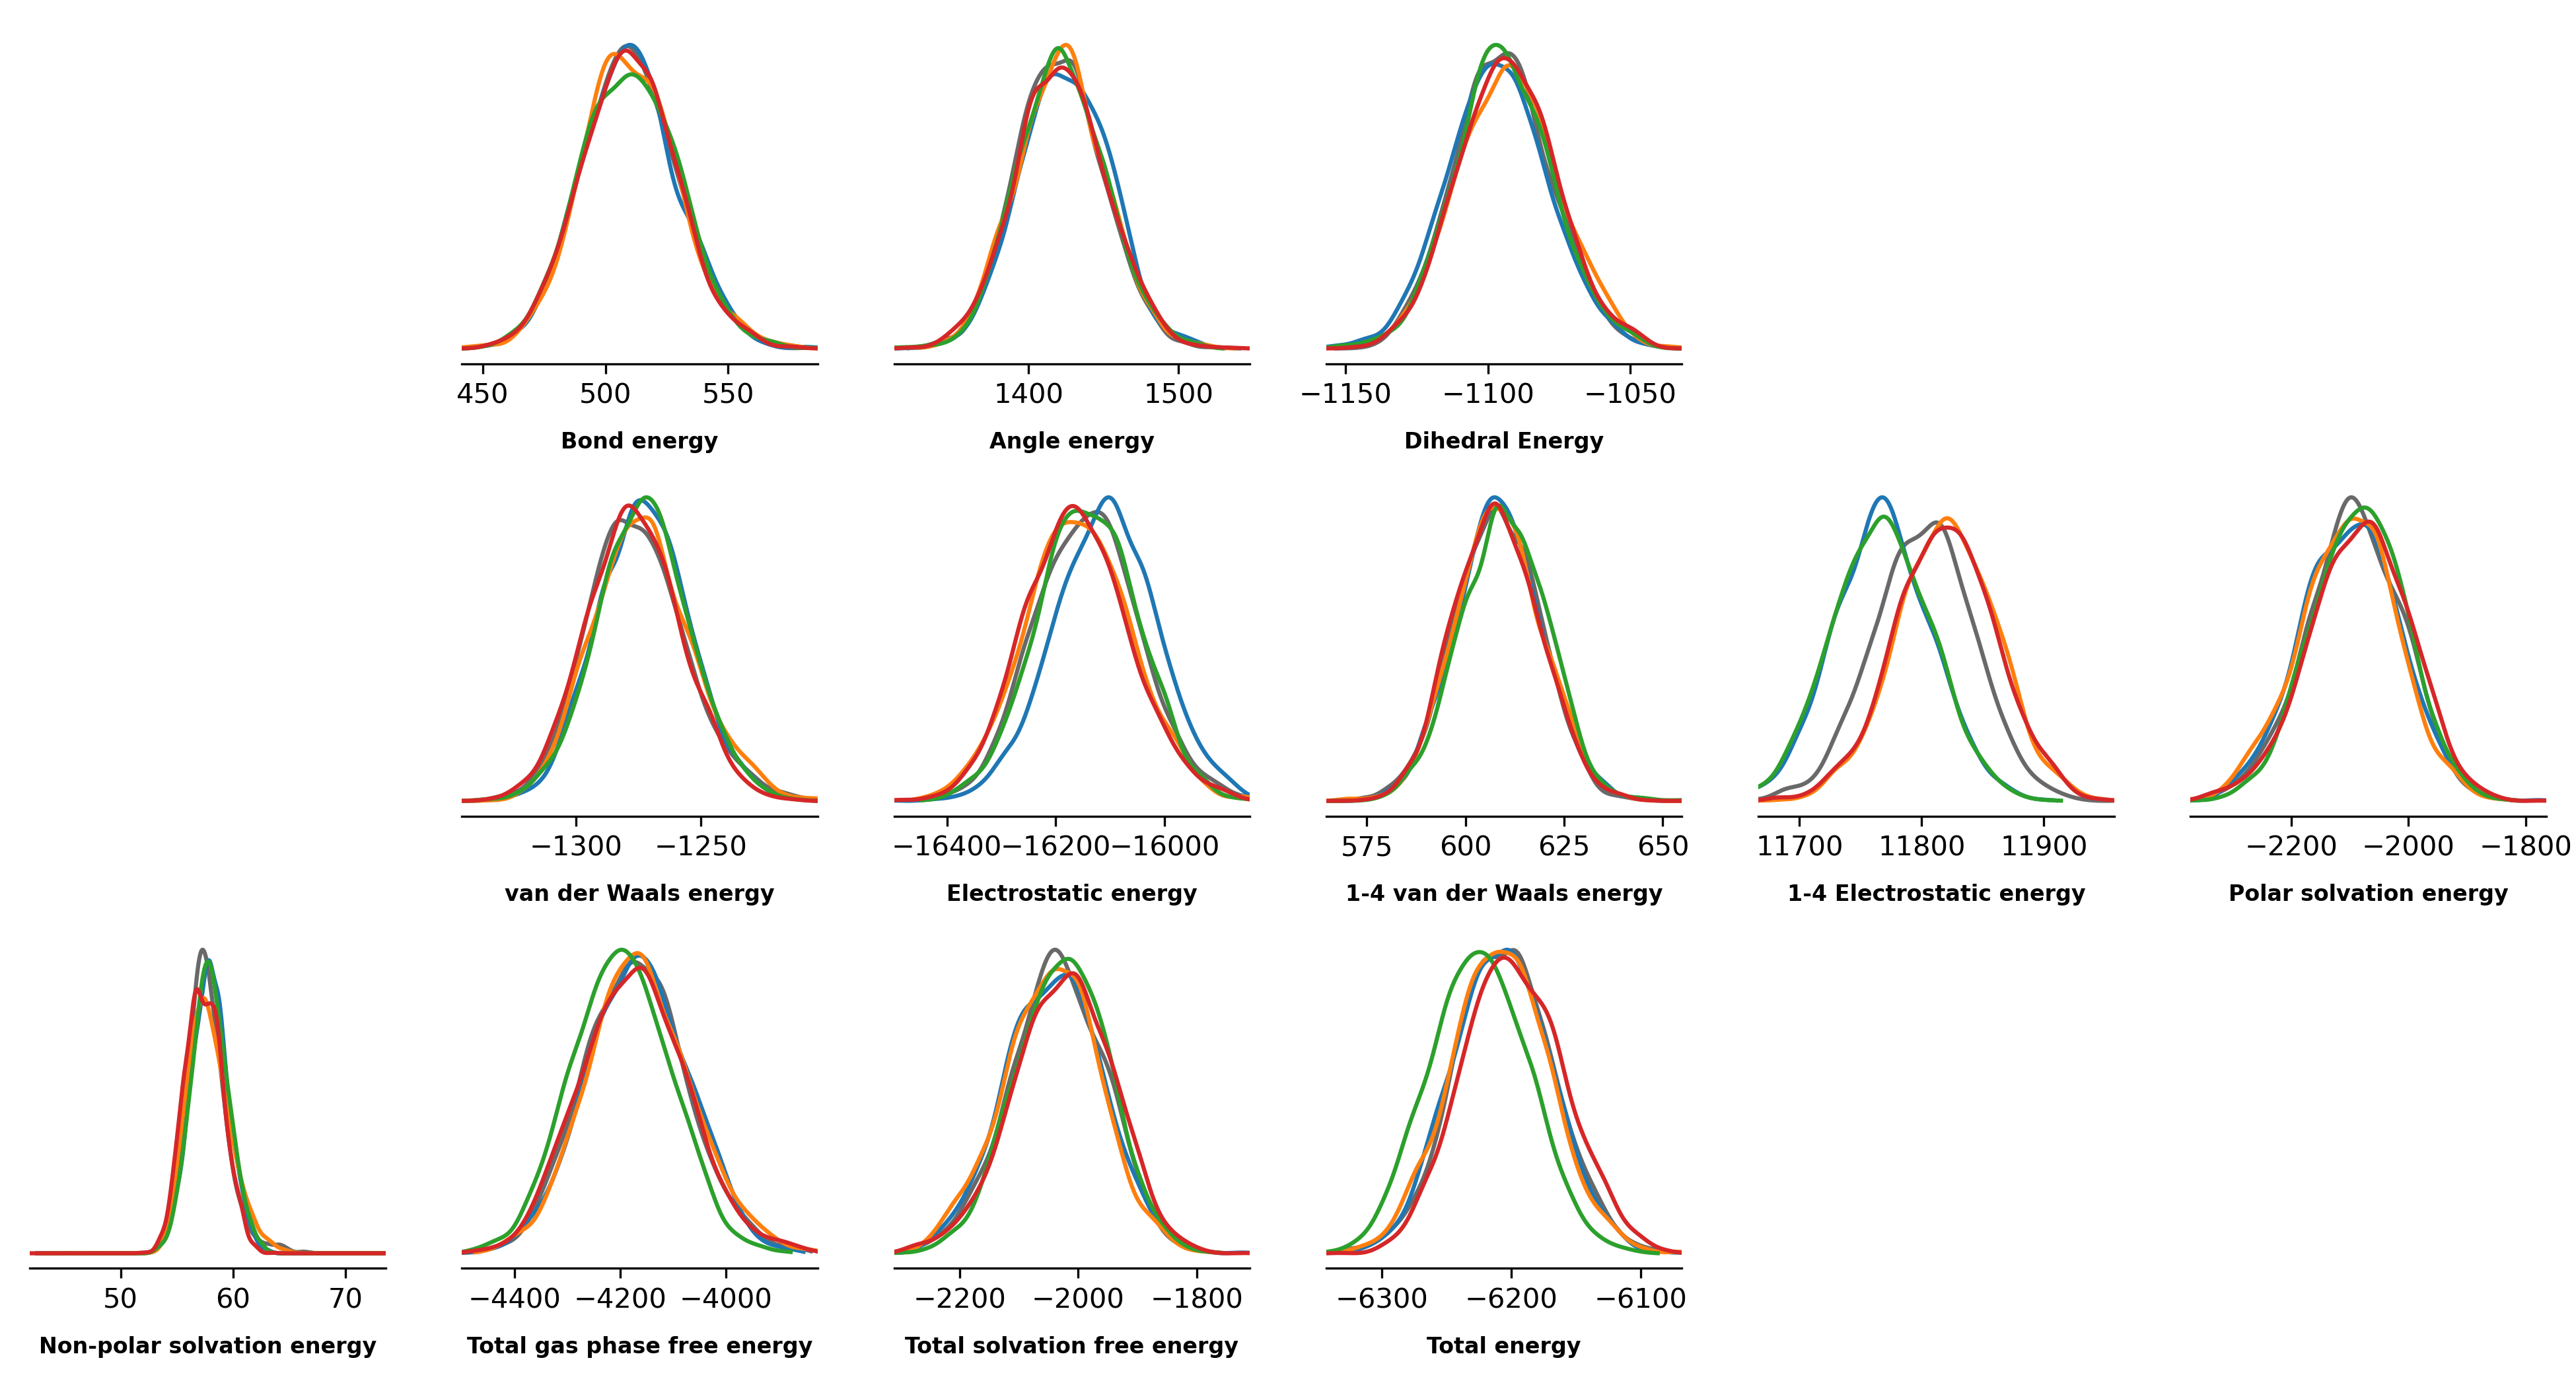 450 500 550 1400 1500 −1150 −1100 −1050
Bond energy Angle energy Dihedral Energy
−1300 −1250 −16400 −16200 −16000 575 600 625 650 11700 11800 11900 −2200 −2000 −1800
van der Waals energy Electrostatic energy 1-4 van der Waals energy 1-4 Electrostatic energy Polar solvation energy
50 60 70 −4400 −4200 −4000 −2200 −2000 −1800 −6300 −6200 −6100
Non-polar solvation energy Total gas phase free energy Total solvation free energy Total energy